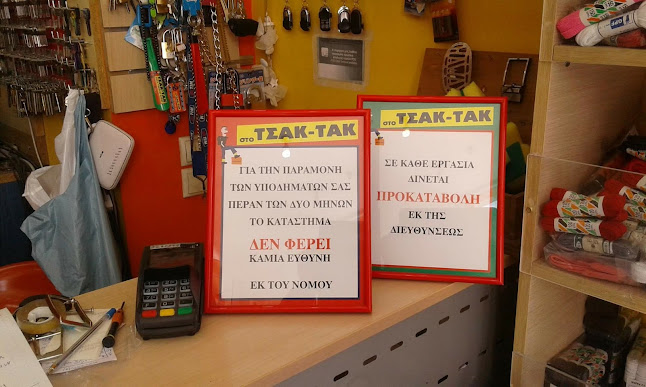 στο ΤΣΑΚ-ΤΑΚ
ΓΙΑ ΤΗΝ ΠΑΡΑΜΟΝΗ
ΤΩΝ ΥΠΟΔΗΜΑΤΩΝ ΣΑΣ
ΠΕΡΑΝ ΤΩΝ ΔΥΟ ΜΗΝΩΝ
ΤΟ ΚΑΤΑΣΤΗΜΑ
ΔΕΝ ΦΕΡΕΙ
ΚΑΜΙΑ ΕΥΘΥΝΗ
ΕΚ ΤΟΥ ΝΟΜΟΥ
στο ΤΣΑΚ-ΤΑΚ
ΣΕ ΚΑΘΕ ΕΡΓΑΣΙΑ
ΔΙΝΕΤΑΙ
ΠΡΟΚΑΤΑΒΟΛΗ
ΕΚ ΤΗΣ
ΔΙΕΥΘΥΝΣΕΩΣ